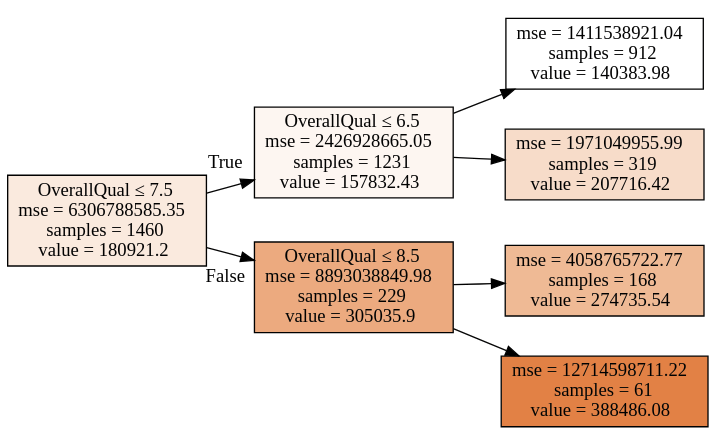 OverallQual ≤ 7.5
mse = 6306788585.35
samples = 1460
value = 180921.2
True
False
OverallQual ≤ 6.5
mse = 2426928665.05
samples = 1231
value = 157832.43
OverallQual ≤ 8.5
mse = 8893038849.98
samples = 229
value = 305035.9
mse = 1411538921.04
samples = 912
value = 140383.98
mse = 1971049955.99
samples = 319
value = 207716.42
mse = 4058765722.77
samples = 168
value = 274735.54
mse = 12714598711.22
samples = 61
value = 388486.08